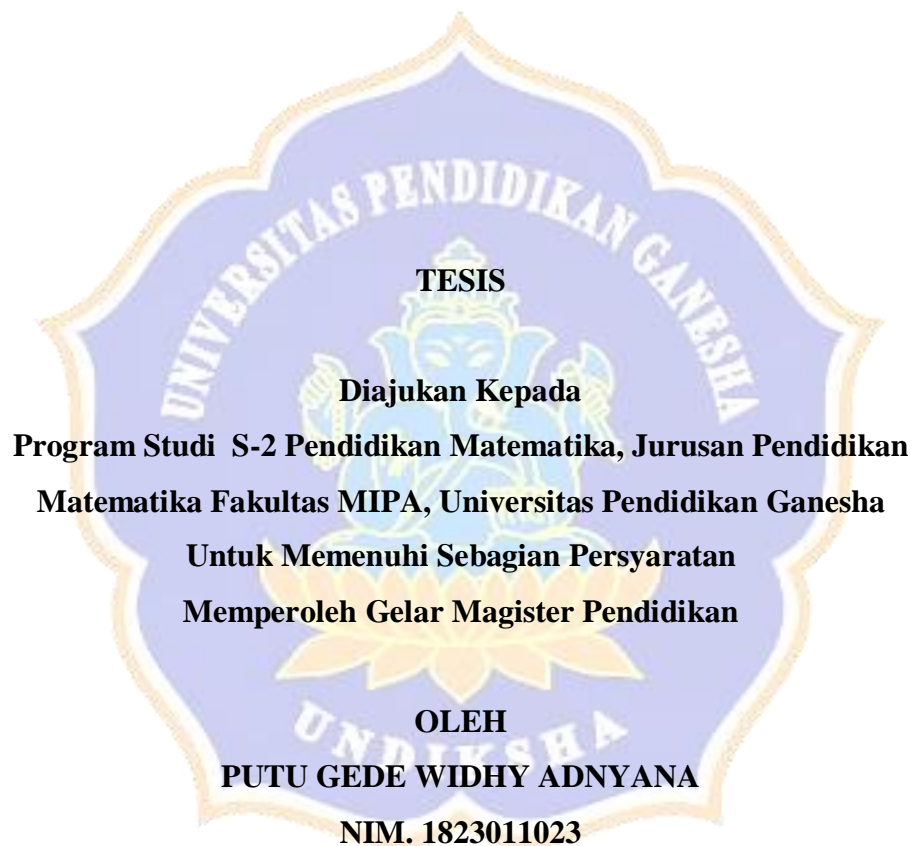 UNIVERSITAS PENDIDIKAN GANESHA
TESIS
Diajukan Kepada
Program Studi S-2 Pendidikan Matematika, Jurusan Pendidikan
Matematika Fakultas MIPA, Universitas Pendidikan Ganesha
Untuk Memenuhi Sebagian Persyaratan
Memperoleh Gelar Magister Pendidikan
OLEH
UNDIKSHA
PUTU GEDE WIDHY ADNYANA
NIM. 1823011023